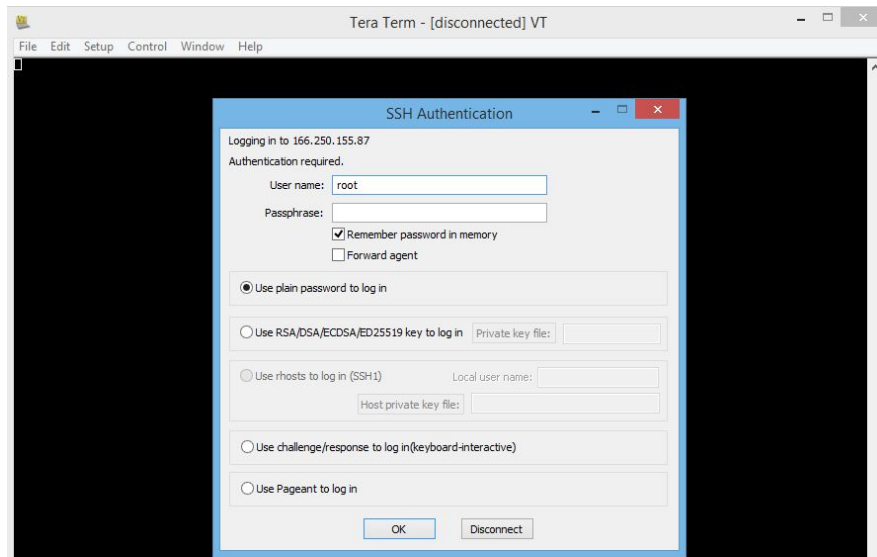 Tera Term - [disconnected] VT
File Edit Setup Control Window Help
SSH Authentication
Logging in to 166.250.155.87
Authentication required.
User name: root
Passphrase:
Remember password in memory
Forward agent
Use plain password to log in
Use RSA/DSA/ECDSA/ED25519 key to log in Private key file:
Use rhosts to log in (SSH1) Local user name:
Host private key file:
Use challenge/response to log in(keyboard-interactive)
Use Pageant to log in
OK Disconnect